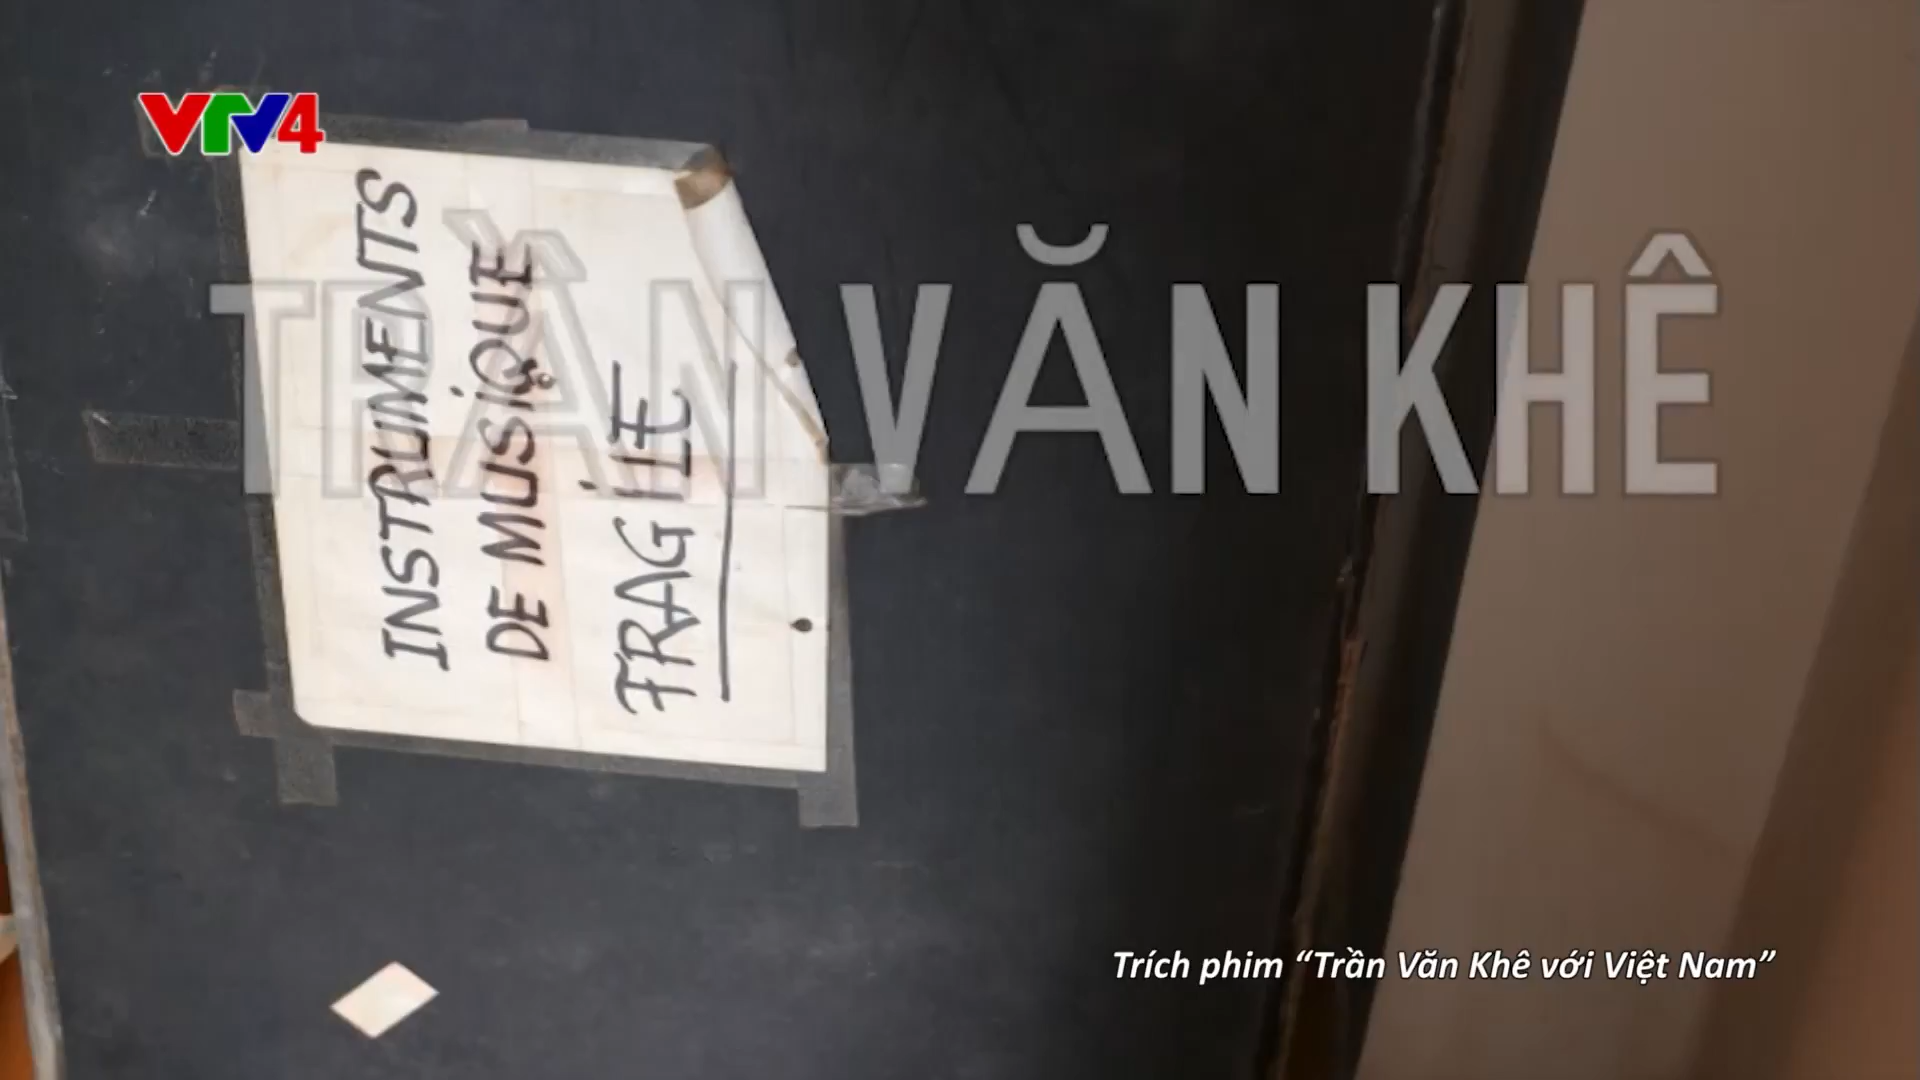 VTV4
TRẦN VĂN KHÊ
INSTRUMENTS
DE MUSIQUE
FRAGILE
Trích phim “Trần Văn Khê với Việt Nam”